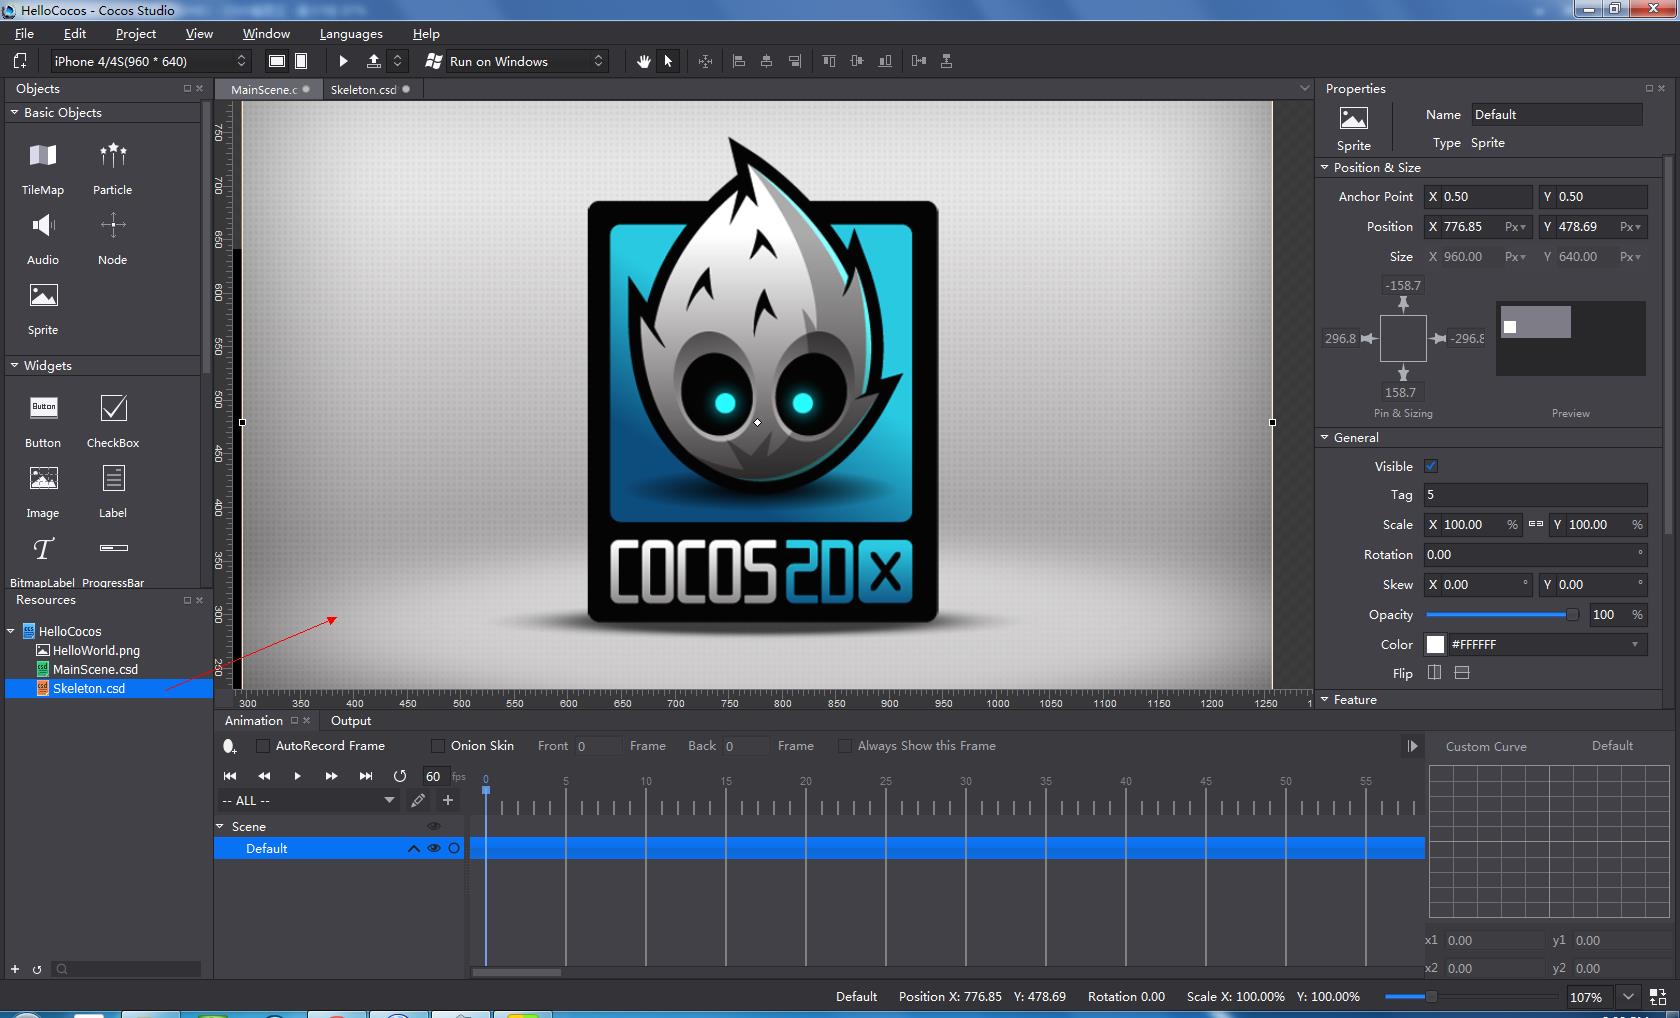 HelloCocos - Cocos Studio
File Edit Project View Window Languages Help
iPhone 4/4S(960 * 640) Run on Windows
Objects
Basic Objects
TileMap Particle
Audio Node
Sprite
Widgets
Button
Button CheckBox
Image Label
BitmapLabel ProgressBar
Resources
HelloCocos
HelloWorld.png
MainScene.csd
Skeleton.csd
MainScene.c Skeleton.csd
750
700
650
600
550
500
450
400
350
300
250
COCOS 2D X
300 350 400 450 500 550 600 650 700 750 800 850 900 950 1000 1050 1100 1150 1200 1250 1
Animation Output
AutoRecord Frame Onion Skin Front 0 Frame Back 0 Frame Always Show this Frame
60 fps
0 5 10 15 20 25 30 35 40 45 50 55
-- ALL --
Scene
Default
Custom Curve Default
x1 0.00 y1 0.00
x2 0.00 y2 0.00
Properties
Sprite
Name Default
Type Sprite
Position & Size
Anchor Point X 0.50 Y 0.50
Position X 776.85 Px Y 478.69 Px
Size X 960.00 Px Y 640.00 Px
-158.7
296.8 -296.8
158.7
Pin & Sizing Preview
General
Visible
Tag 5
Scale X 100.00 % Y 100.00 %
Rotation 0.00 °
Skew X 0.00 ° Y 0.00 °
Opacity 100 %
Color #FFFFFF
Flip
Feature
Default Position X: 776.85 Y: 478.69 Rotation 0.00 Scale X: 100.00% Y: 100.00% 107%